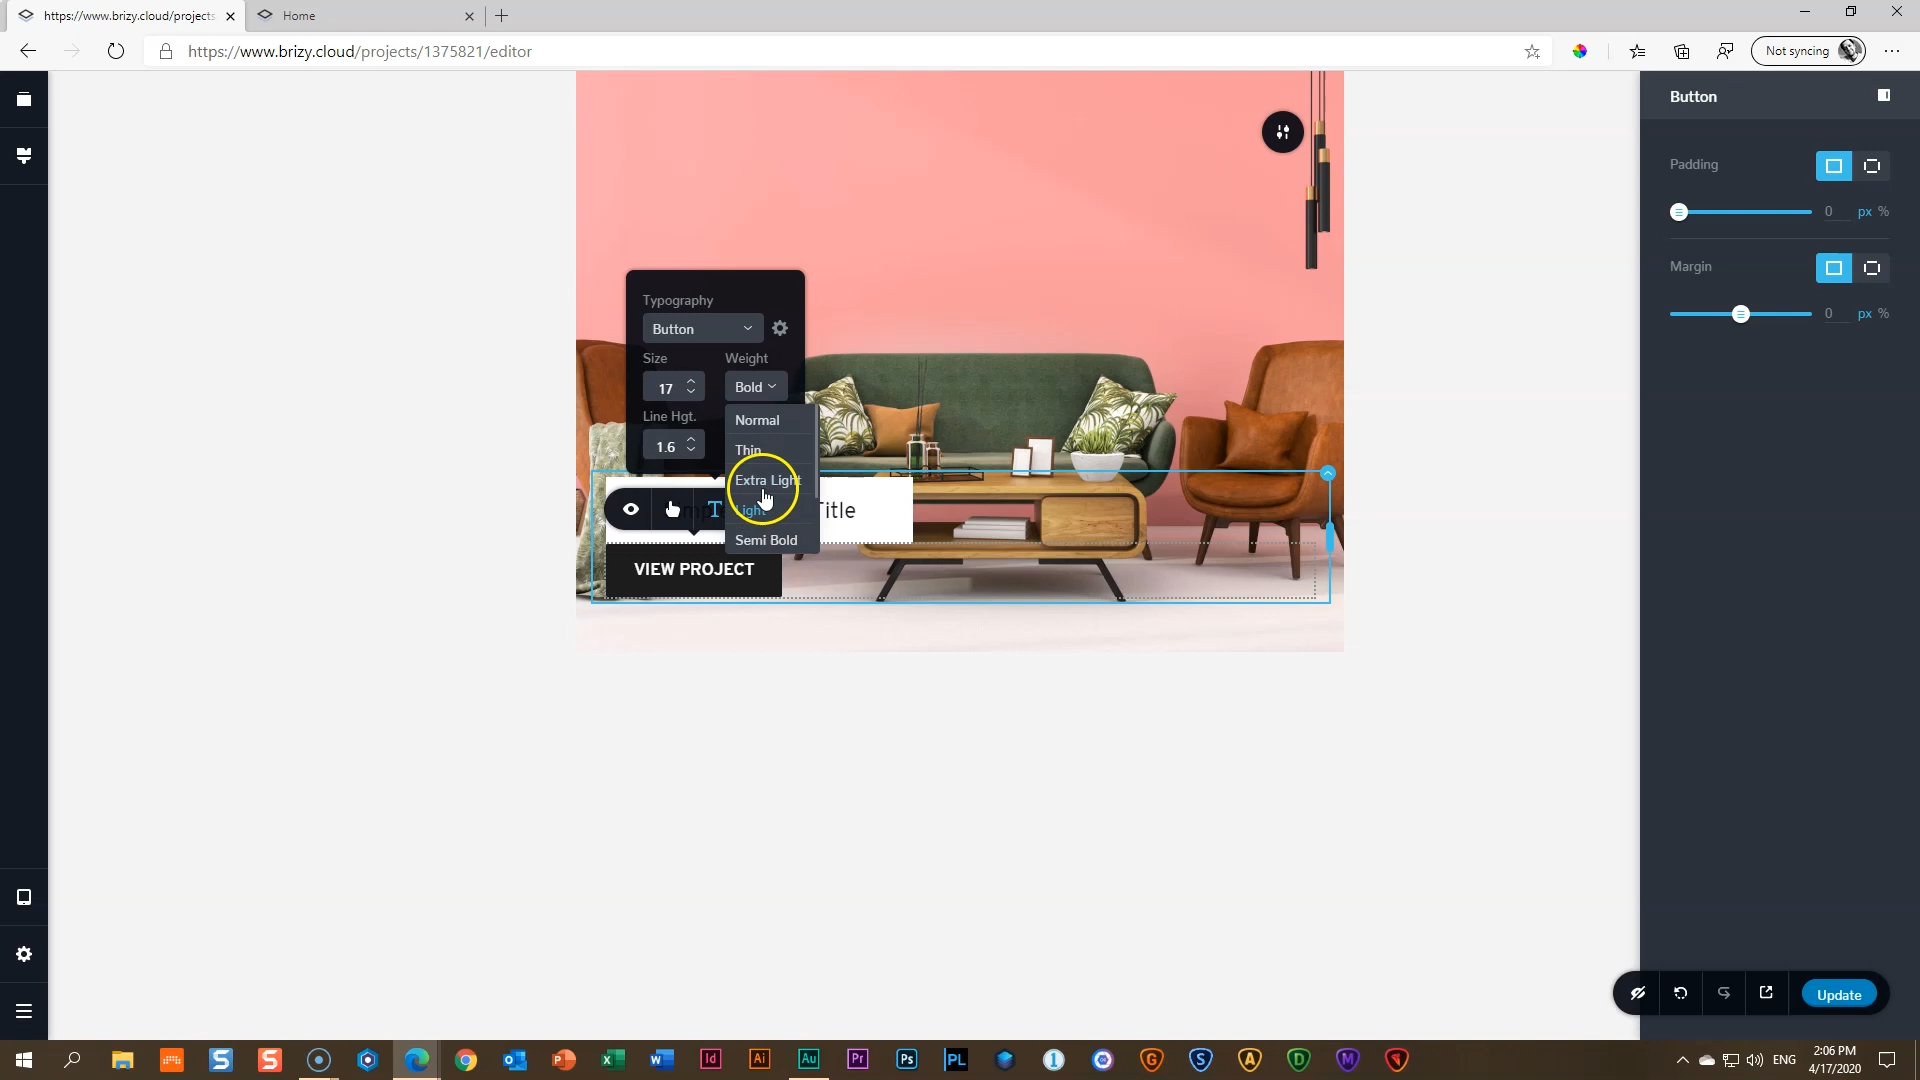 https://www.brizy.cloud/projects
Home
https://www.brizy.cloud/projects/1375821/editor
Not syncing
Button
Padding
0 px %
Margin
0 px %
Typography
Button
Size
Weight
17
Bold
Line Hgt.
1.6
Normal
Thin
Extra Light
Light
Semi Bold
Title
VIEW PROJECT
Update
ENG
2:06 PM
4/17/2020